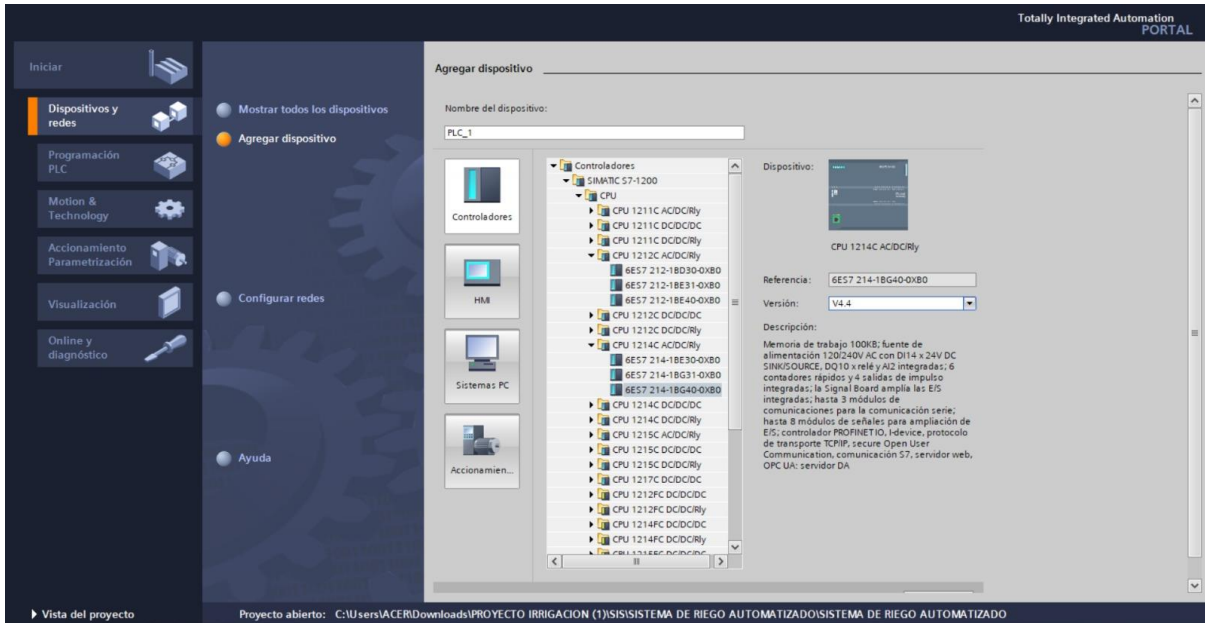 Totally Integrated Automation
PORTAL
Iniciar
Dispositivos y
redes
Programación
PLC
Motion &
Technology
Accionamiento
Parametrización
Visualización
Online y
diagnóstico
Mostrar todos los dispositivos
Agregar dispositivo
Configurar redes
Ayuda
Agregar dispositivo
Nombre del dispositivo:
PLC_1
Controladores
HMI
Sistemas PC
Accionamien...
Controladores
SIMATIC S7-1200
CPU
CPU 1211C AC/DC/Rly
CPU 1211C DC/DC/DC
CPU 1211C DC/DC/Rly
CPU 1212C AC/DC/Rly
6ES7 212-1BD30-0XB0
6ES7 212-1BE31-0XB0
6ES7 212-1BE40-0XB0
CPU 1212C DC/DC/DC
CPU 1212C DC/DC/Rly
CPU 1214C AC/DC/Rly
6ES7 214-1BE30-0XB0
6ES7 214-1BG31-0XB0
6ES7 214-1BG40-0XB0
CPU 1214C DC/DC/DC
CPU 1214C DC/DC/Rly
CPU 1215C AC/DC/Rly
CPU 1215C DC/DC/DC
CPU 1215C DC/DC/Rly
CPU 1217C DC/DC/DC
CPU 1212FC DC/DC/DC
CPU 1212FC DC/DC/Rly
CPU 1214FC DC/DC/DC
CPU 1214FC DC/DC/Rly
CPU 1215FC DC/DC/DC
Dispositivo:
CPU 1214C AC/DC/Rly
Referencia:
6ES7 214-1BG40-0XB0
Versión:
V4.4
Descripción:
Memoria de trabajo 100KB; fuente de
alimentación 120/240V AC con DI14 x 24V DC
SINK/SOURCE, DQ10 x relé y AI2 integradas; 6
contadores rápidos y 4 salidas de impulso
integradas; la Signal Board amplía las E/S
integradas; hasta 3 módulos de
comunicaciones para la comunicación serie;
hasta 8 módulos de señales para ampliación de
E/S; controlador PROFINET IO, I-device, protocolo
de transporte TCP/IP, secure Open User
Communication, comunicación S7, servidor web,
OPC UA: servidor DA
Vista del proyecto
Proyecto abierto: C:\Users\ACER\Downloads\PROYECTO IRRIGACION (1)\SIS\SISTEMA DE RIEGO AUTOMATIZADO\SISTEMA DE RIEGO AUTOMATIZADO